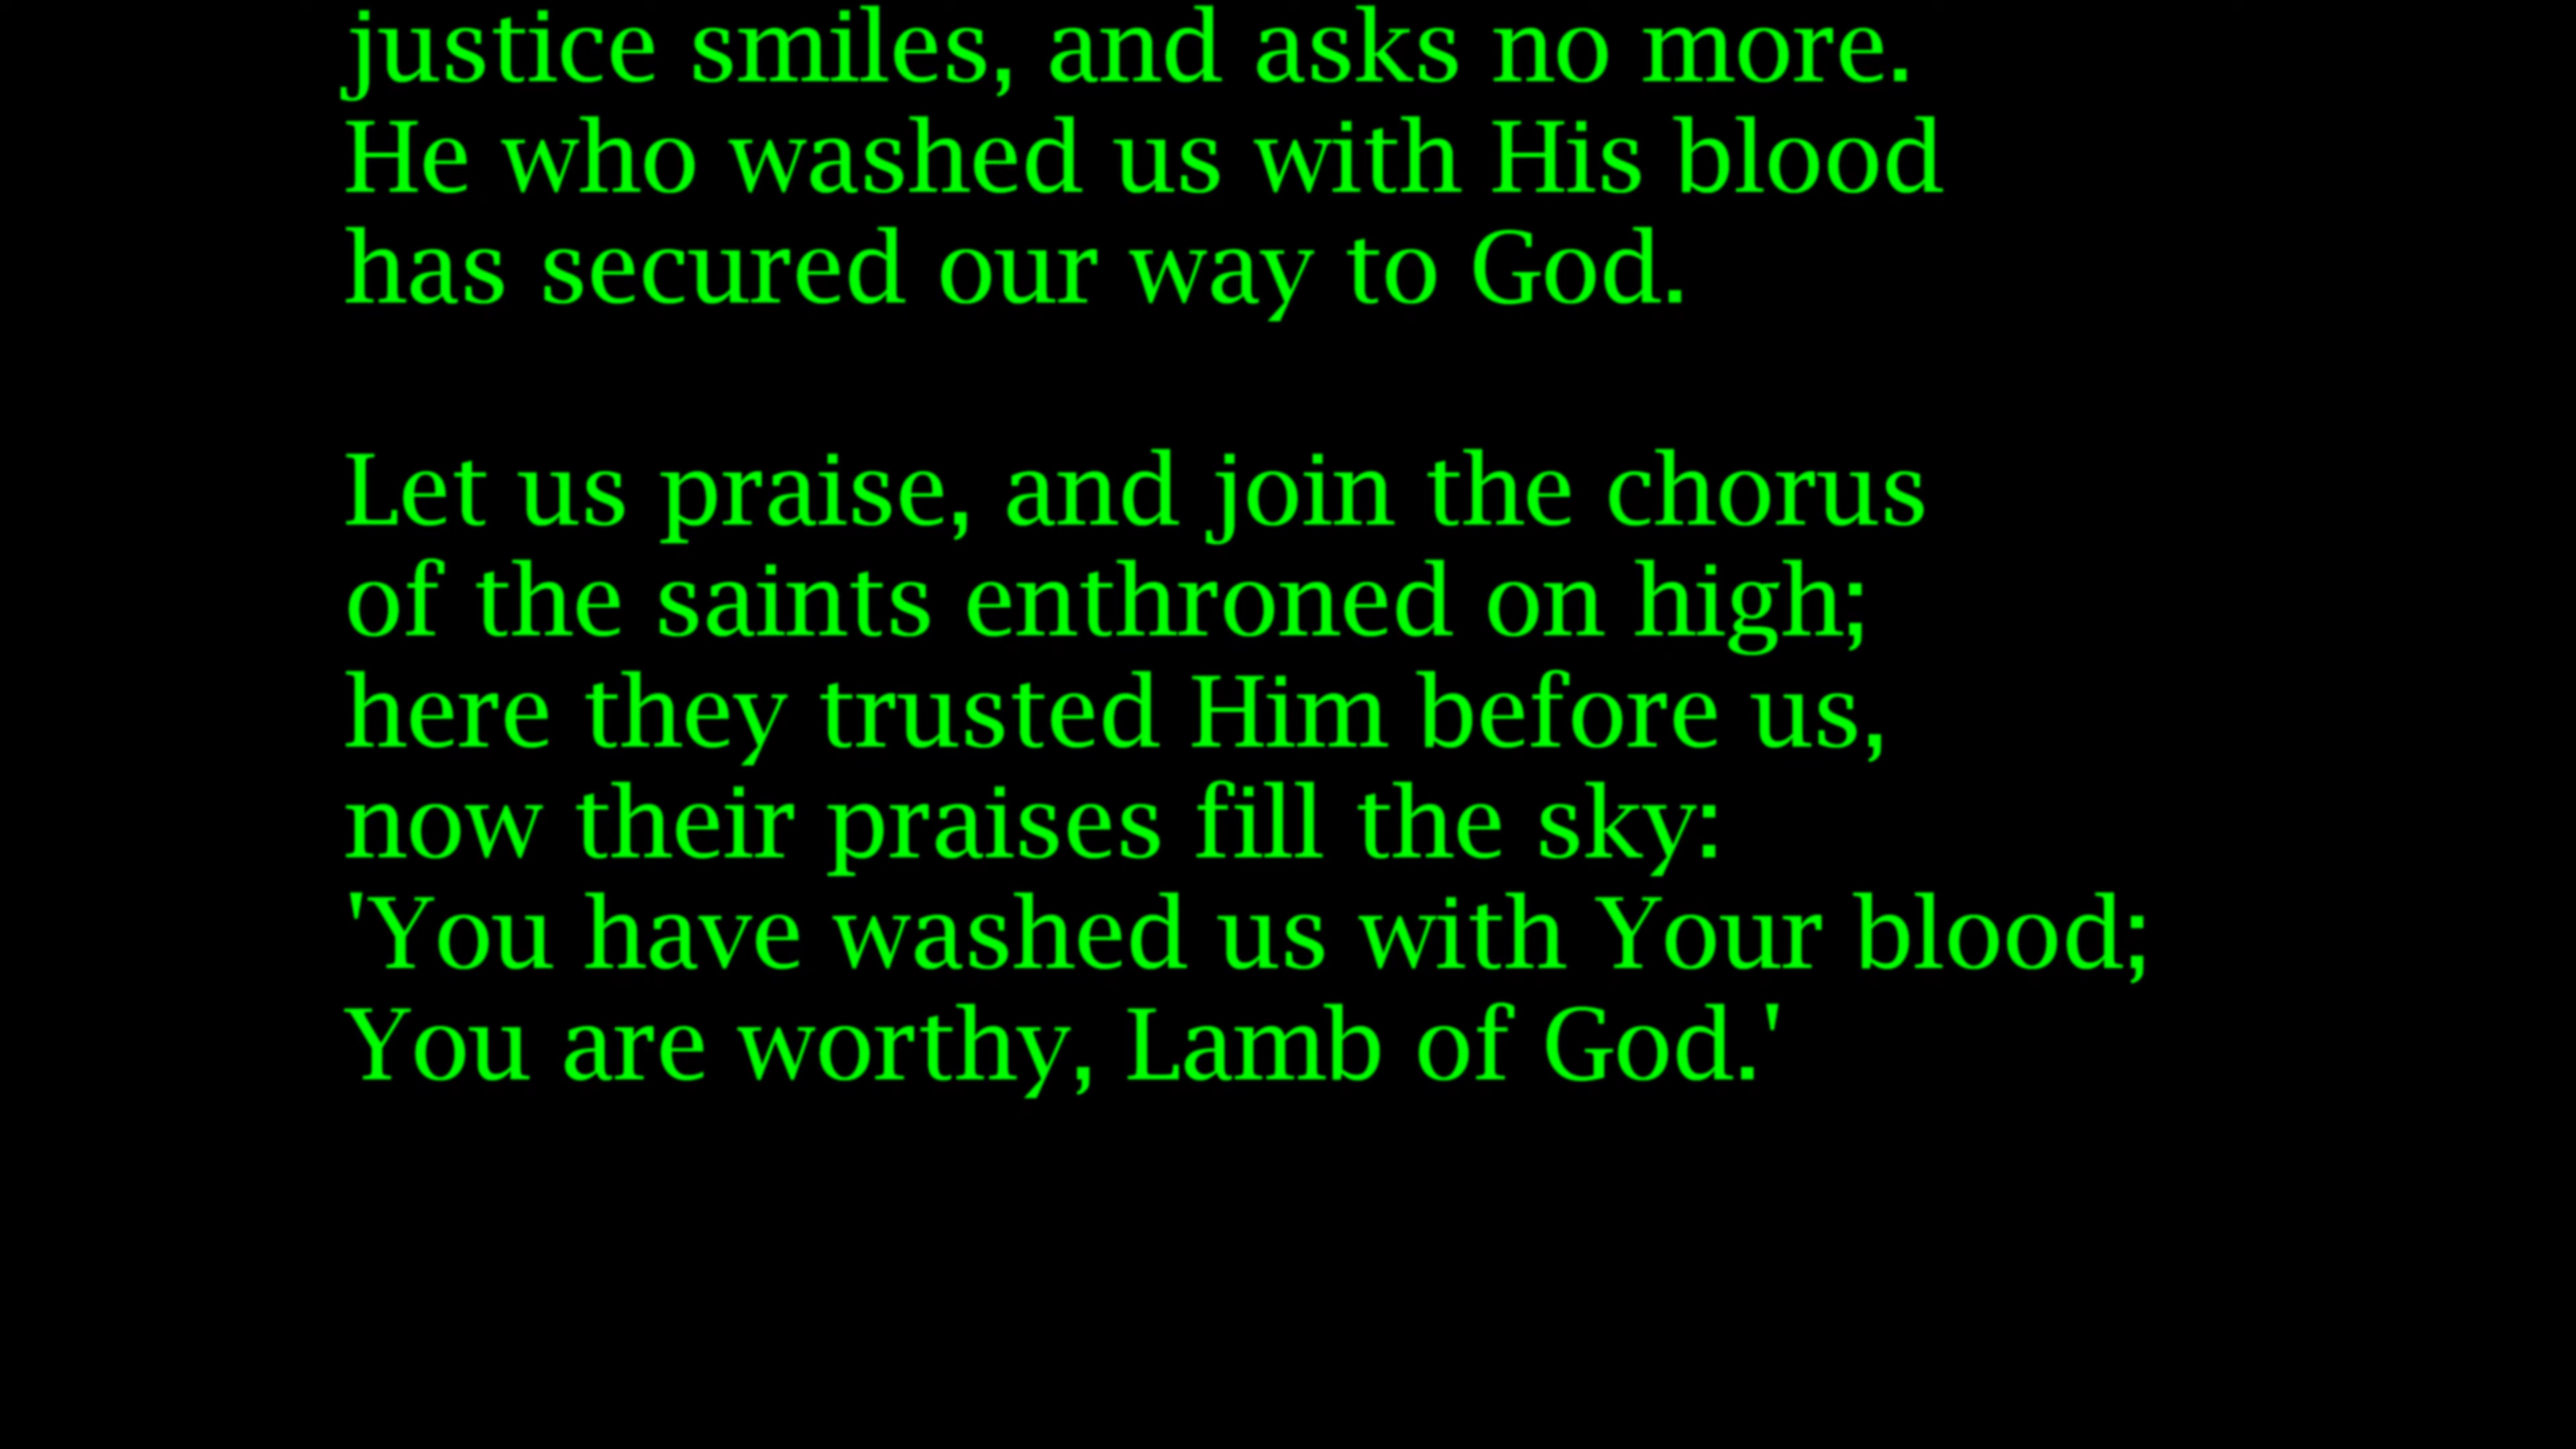 justice smiles, and asks no more.
He who washed us with His blood
has secured our way to God.
Let us praise, and join the chorus
of the saints enthroned on high;
here they trusted Him before us,
now their praises fill the sky:
'You have washed us with Your blood;
You are worthy, Lamb of God.'